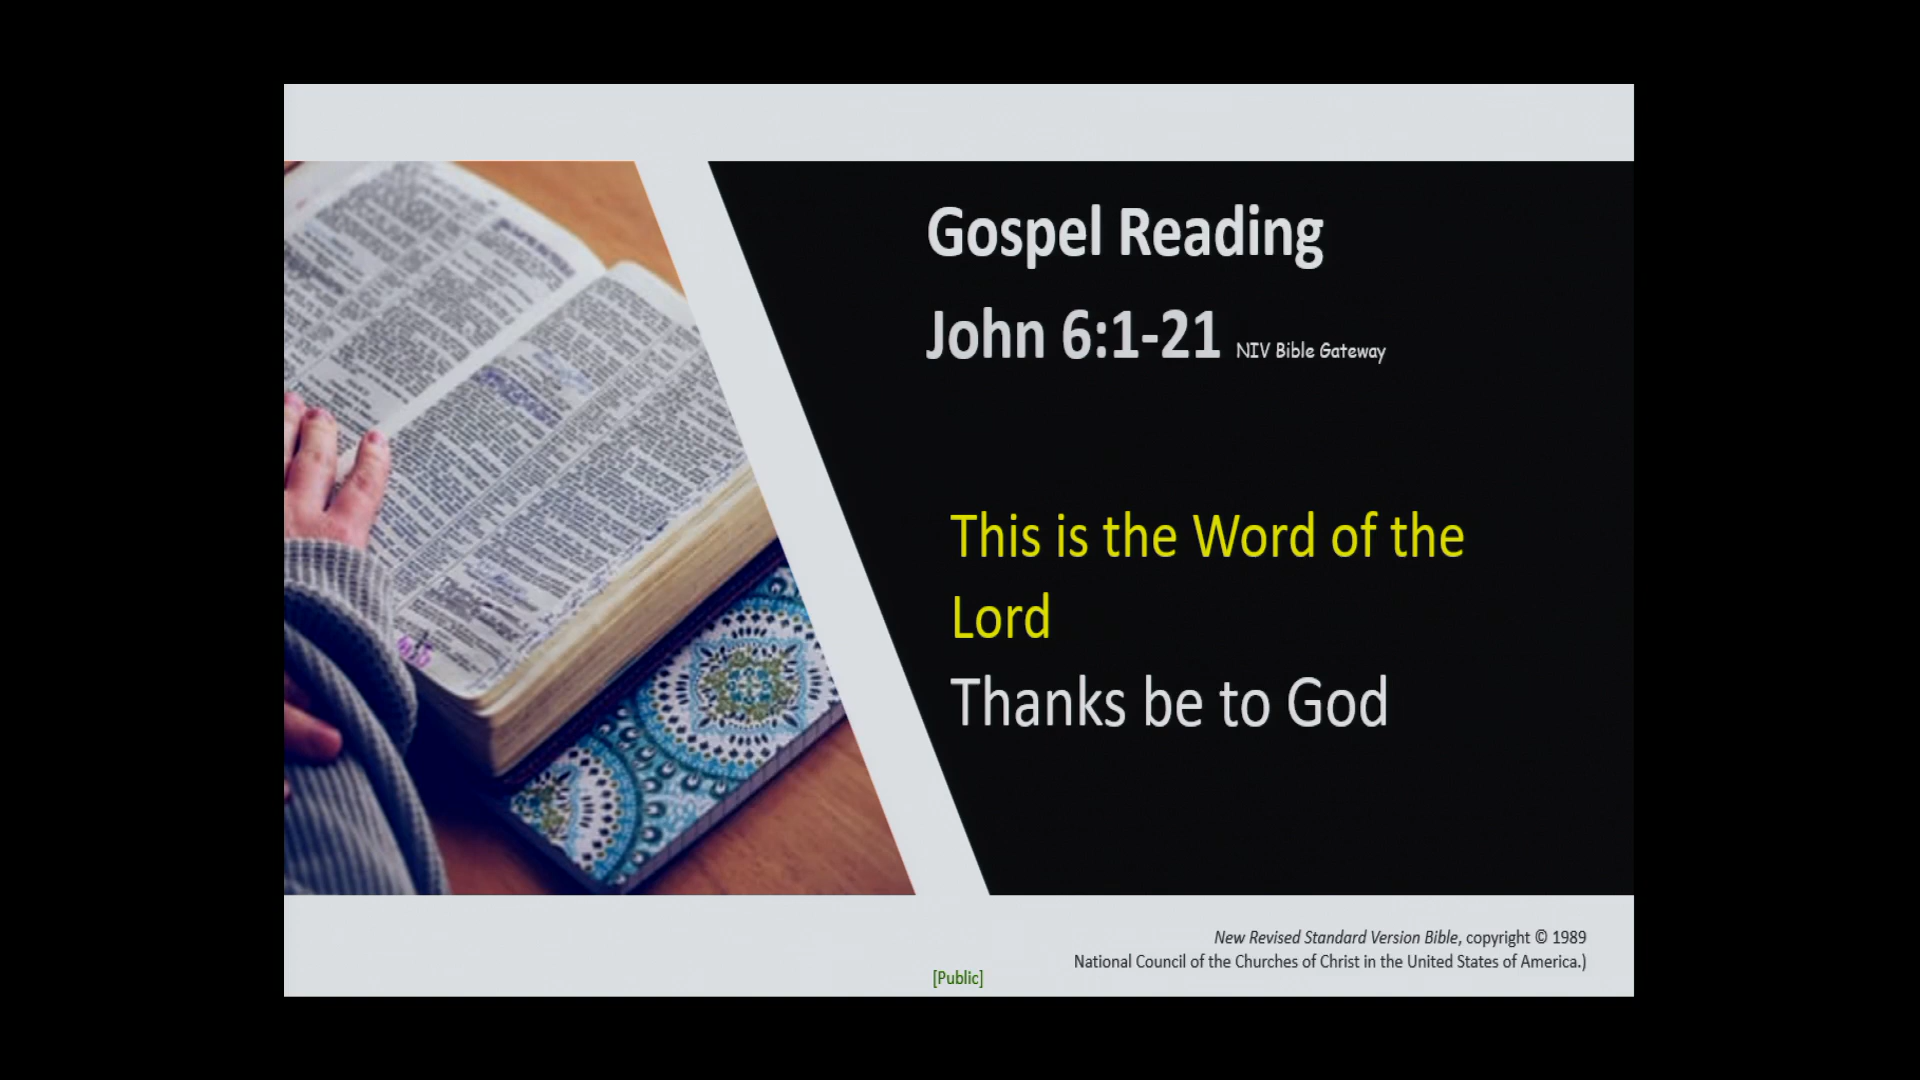 Gospel Reading
John 6:1-21 NIV Bible Gateway
This is the Word of the
Lord
Thanks be to God
New Revised Standard Version Bible, copyright © 1989
National Council of the Churches of Christ in the United States of America.)
[Public]